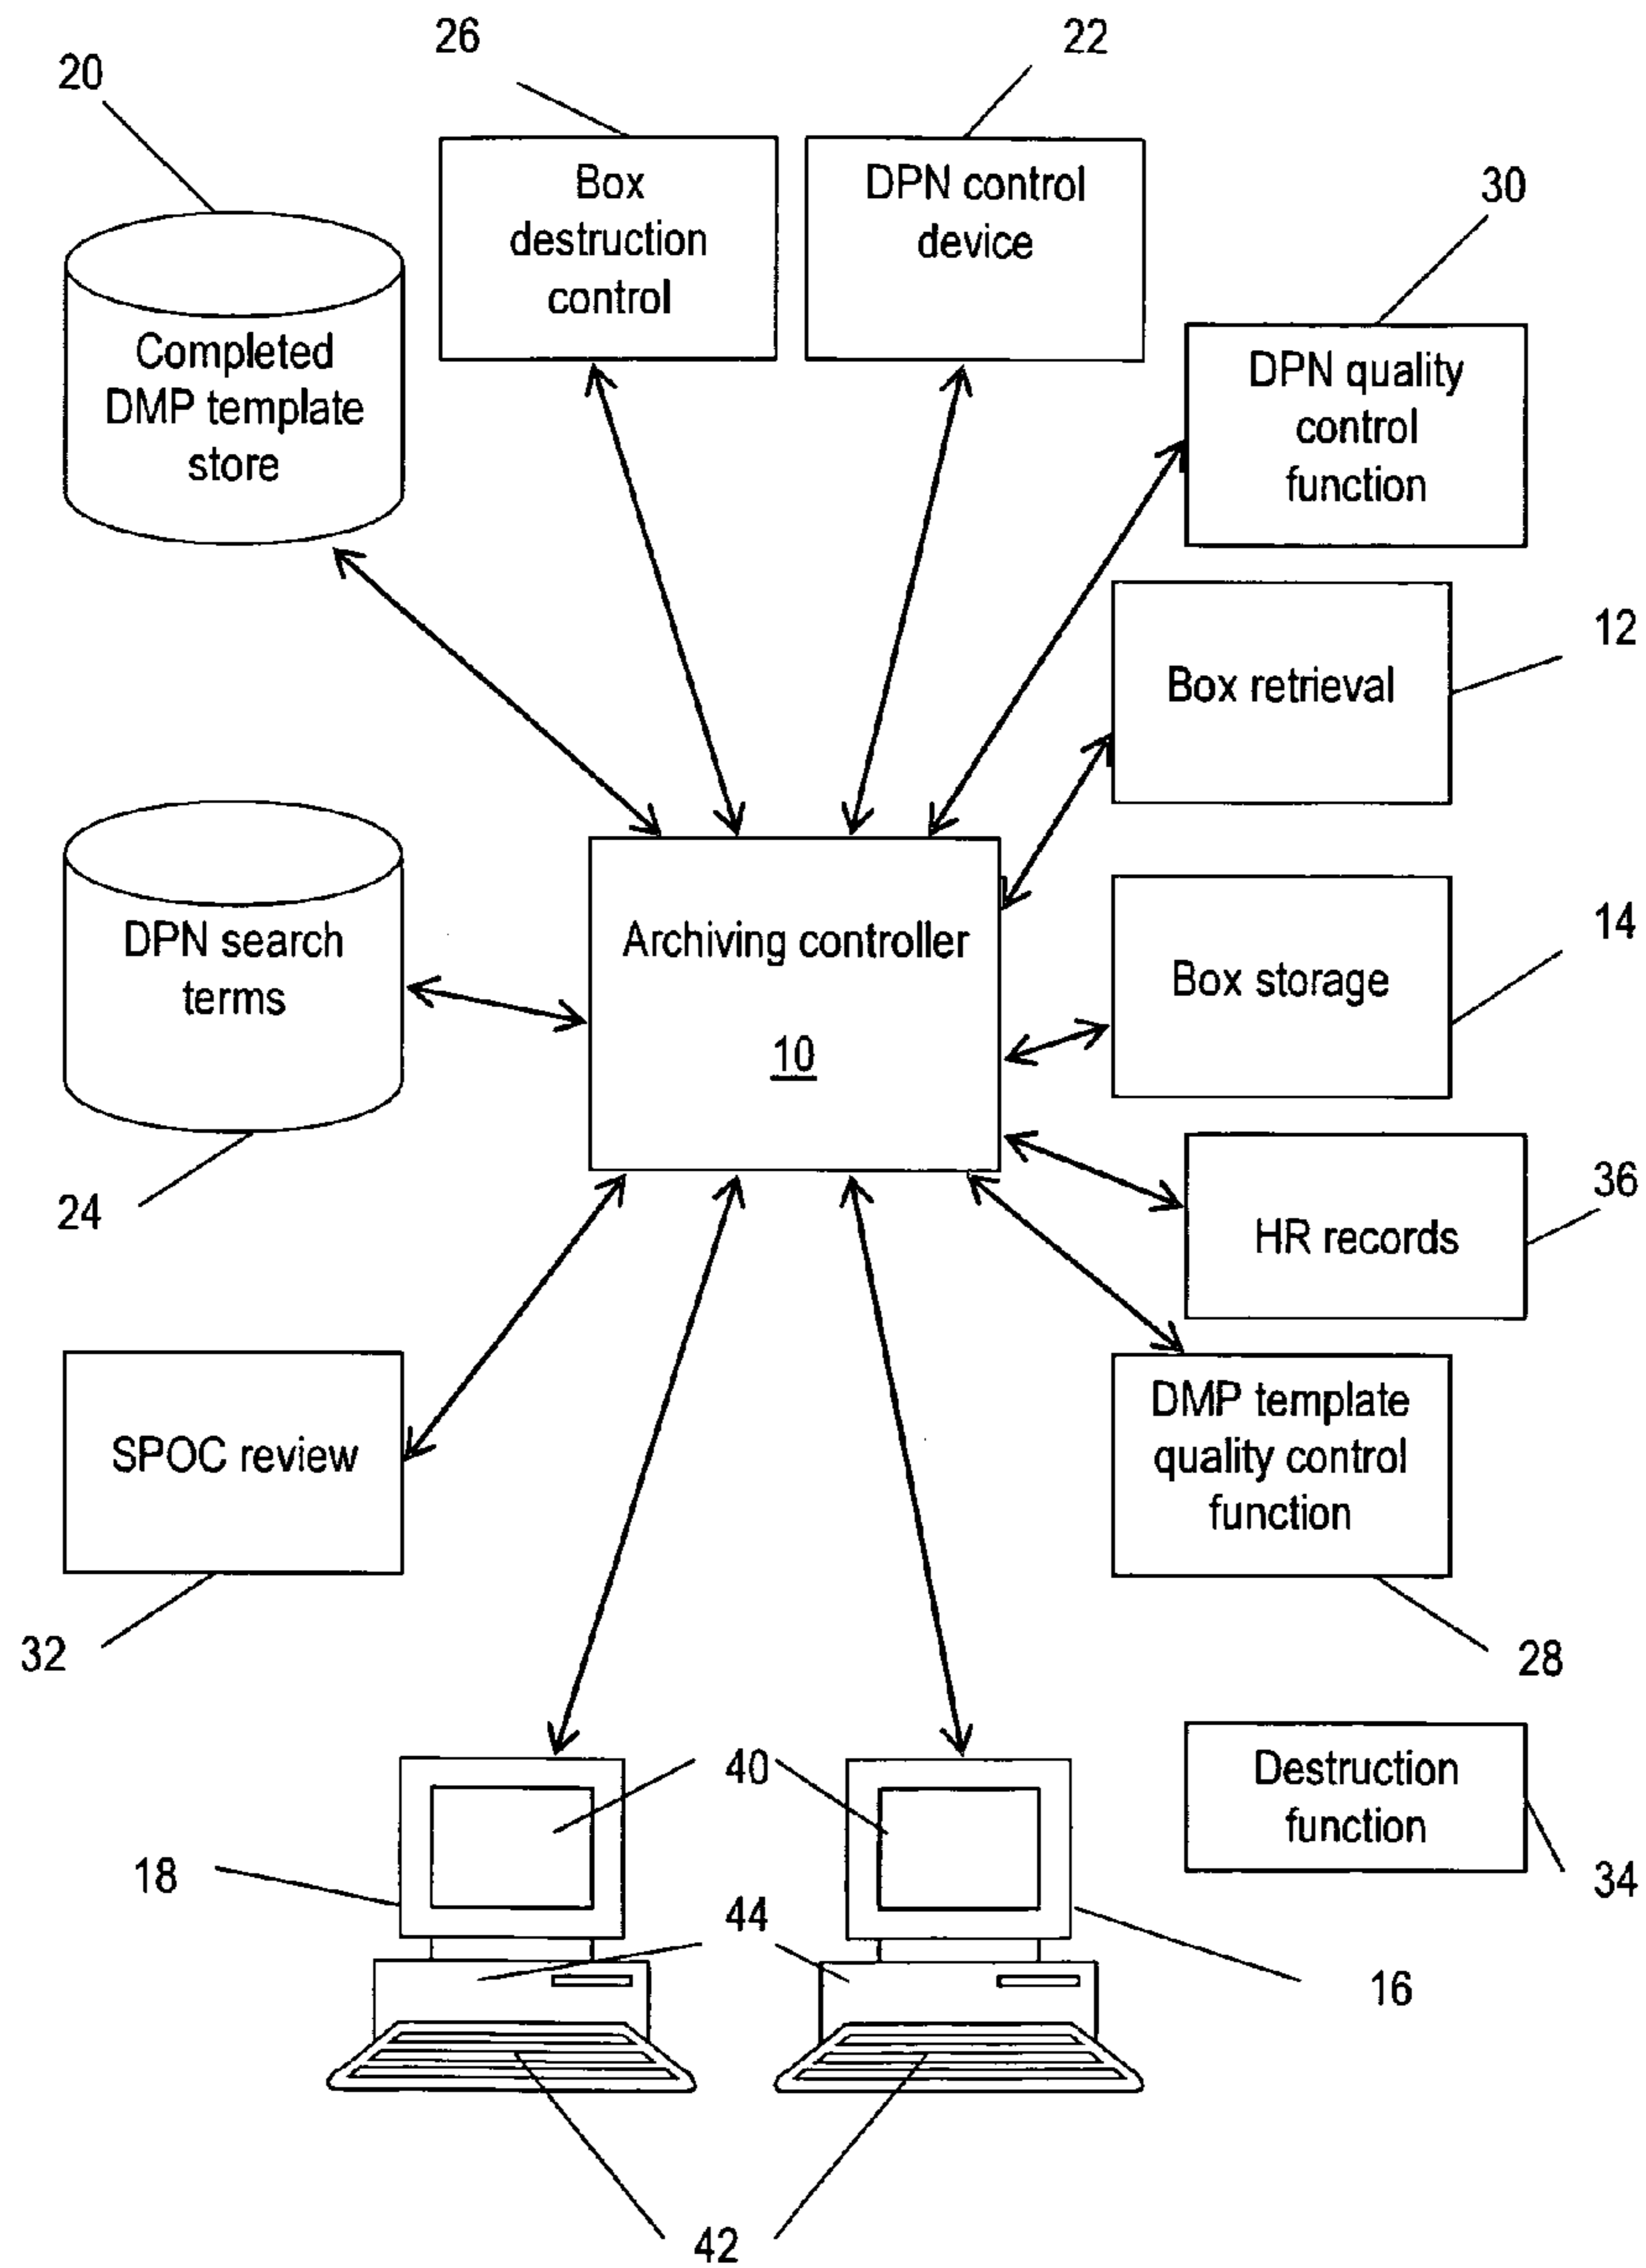 26
22
20
Box
destruction
control
DPN control
device
30
Completed
DMP template
store
DPN quality
control
function
12
Box retrieval
DPN search
terms
Archiving controller
10
14
Box storage
24
36
HR records
SPOC review
DMP template
quality control
function
32
28
40
Destruction
function
18
44
34
16
42